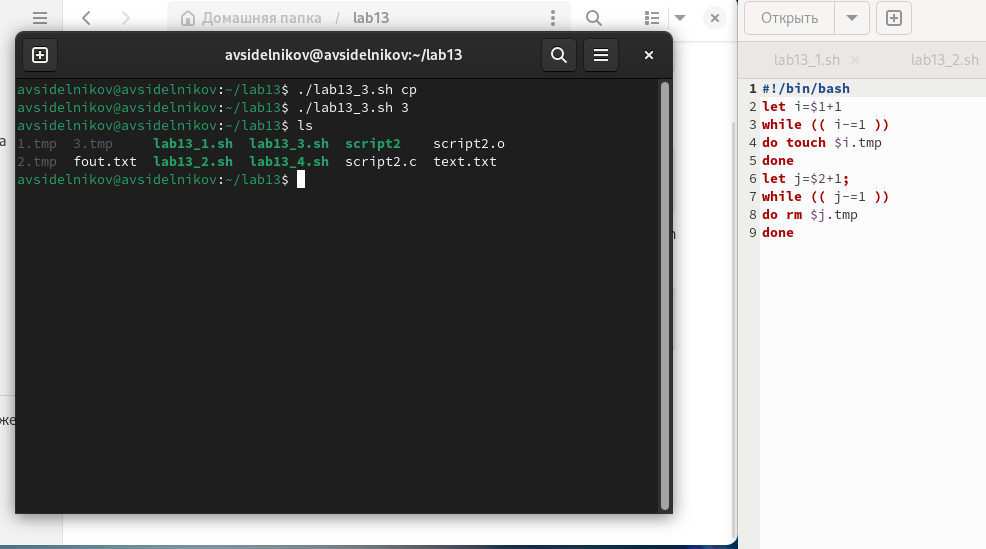 Домашняя папка / lab13
avsidelnikov@avsidelnikov:~/lab13
avsidelnikov@avsidelnikov:~/lab13$ ./lab13_3.sh cp
avsidelnikov@avsidelnikov:~/lab13$ ./lab13_3.sh 3
avsidelnikov@avsidelnikov:~/lab13$ ls
1.tmp 3.tmp lab13_1.sh lab13_3.sh script2 script2.o
2.tmp fout.txt lab13_2.sh lab13_4.sh script2.c text.txt
avsidelnikov@avsidelnikov:~/lab13$
Открыть
lab13_1.sh lab13_2.sh
1 #!/bin/bash
2 let i=$1+1
3 while (( i-=1 ))
4 do touch $i.tmp
5 done
6 let j=$2+1;
7 while (( j-=1 ))
8 do rm $j.tmp
9 done